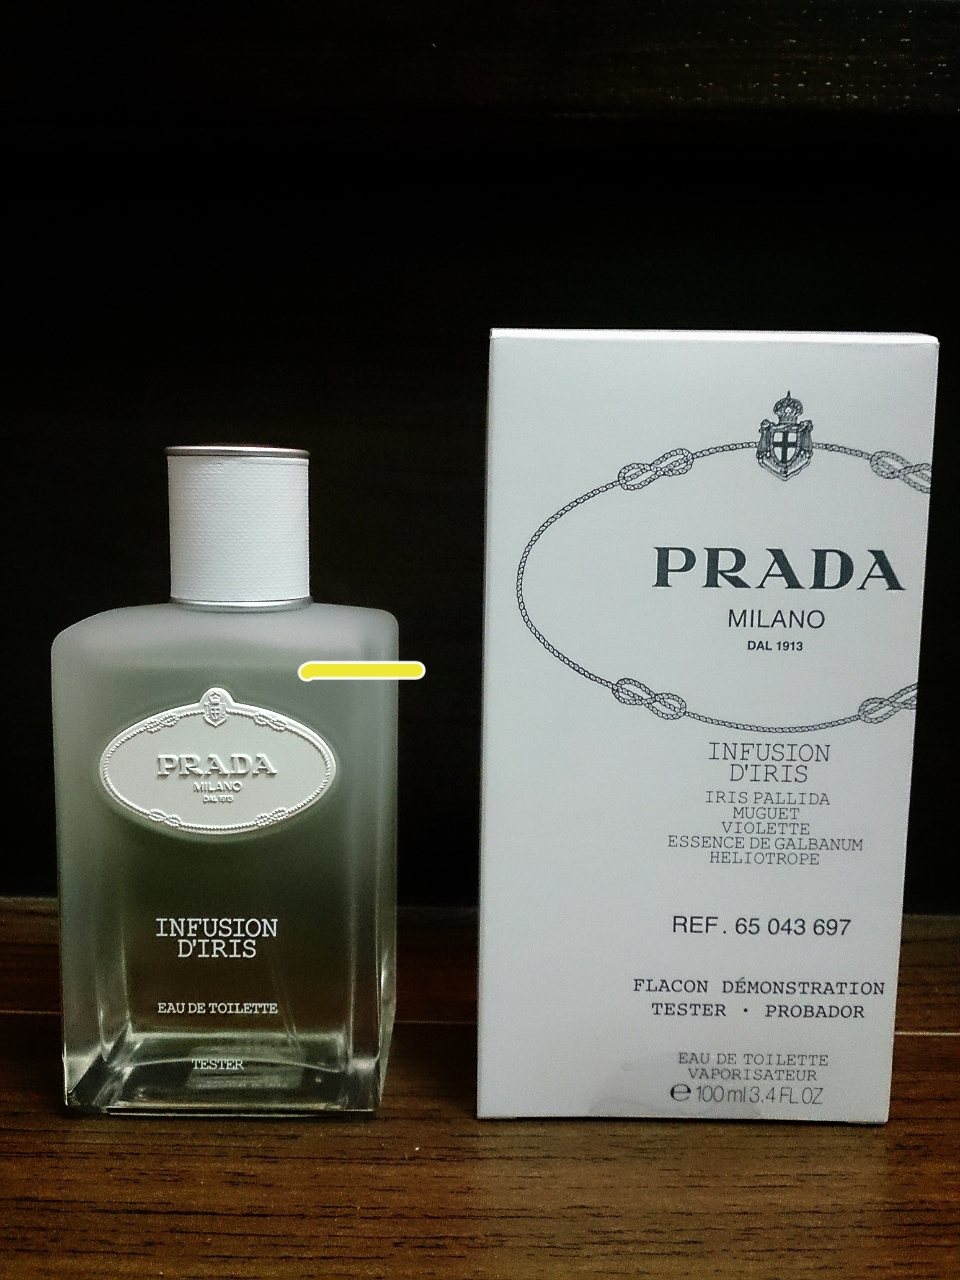 PRADA
MILANO
DAL 1913
INFUSION
D'IRIS
EAU DE TOILETTE
TESTER
PRADA
MILANO
DAL 1913
INFUSION
D'IRIS
IRIS PALLIDA
MUGUET
VIOLETTE
ESSENCE DE GALBANUM
HELIOTROPE
REF. 65 043 697
FLACON DÉMONSTRATION
TESTER · PROBADOR
EAU DE TOILETTE
VAPORISATEUR
℮ 100 ml 3.4 FL OZ